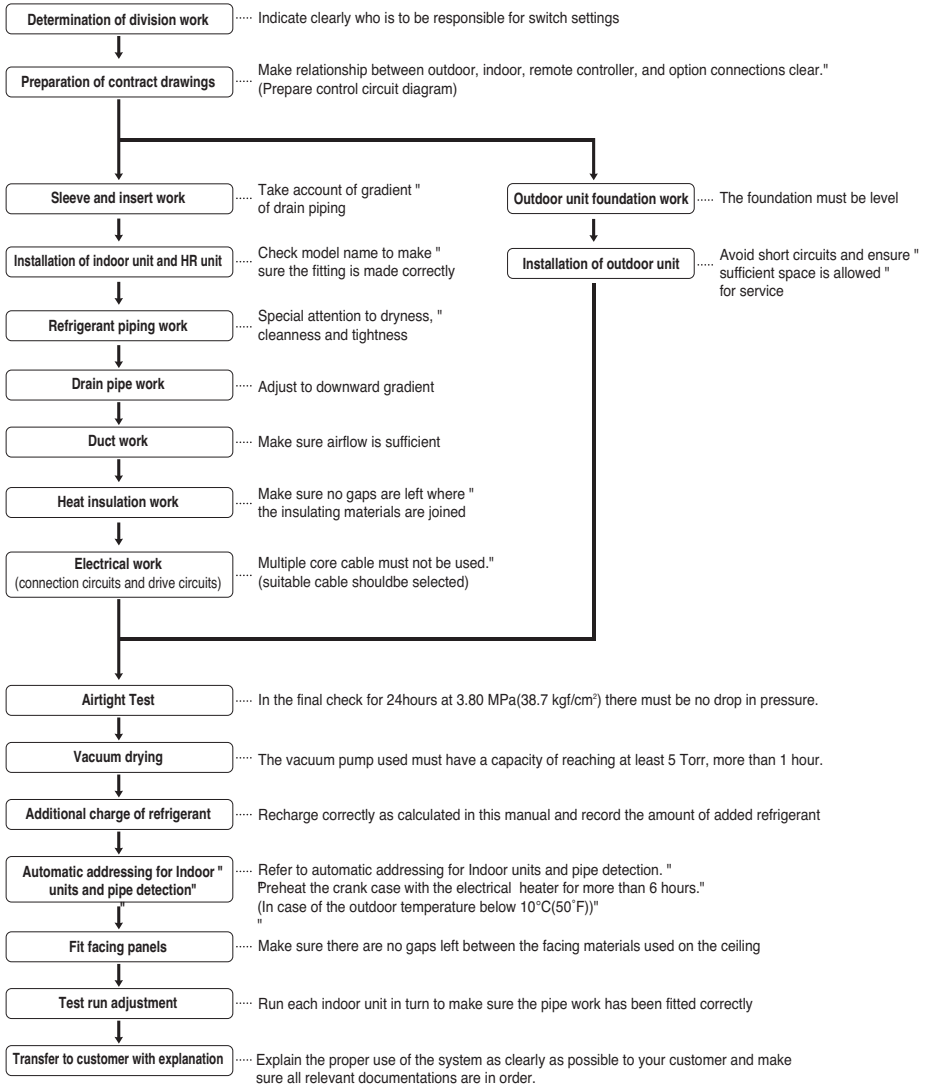 Determination of division work
..... Indicate clearly who is to be responsible for switch settings
Preparation of contract drawings
..... Make relationship between outdoor, indoor, remote controller, and option connections clear."
(Prepare control circuit diagram)
Sleeve and insert work
..... Take account of gradient "
of drain piping
Outdoor unit foundation work
..... The foundation must be level
Installation of indoor unit and HR unit
..... Check model name to make "
sure the fitting is made correctly
Installation of outdoor unit
..... Avoid short circuits and ensure "
sufficient space is allowed "
for service
Refrigerant piping work
..... Special attention to dryness, "
cleanness and tightness
Drain pipe work
..... Adjust to downward gradient
Duct work
..... Make sure airflow is sufficient
Heat insulation work
..... Make sure no gaps are left where "
the insulating materials are joined
Electrical work
(connection circuits and drive circuits)
..... Multiple core cable must not be used."
(suitable cable shouldbe selected)
Airtight Test
..... In the final check for 24hours at 3.80 MPa(38.7 kgf/cm²) there must be no drop in pressure.
Vacuum drying
..... The vacuum pump used must have a capacity of reaching at least 5 Torr, more than 1 hour.
Additional charge of refrigerant
..... Recharge correctly as calculated in this manual and record the amount of added refrigerant
Automatic addressing for Indoor "
units and pipe detection"
"
..... Refer to automatic addressing for Indoor units and pipe detection. "
"Preheat the crank case with the electrical heater for more than 6 hours."
(In case of the outdoor temperature below 10°C(50˚F))"
"
Fit facing panels
..... Make sure there are no gaps left between the facing materials used on the ceiling
Test run adjustment
..... Run each indoor unit in turn to make sure the pipe work has been fitted correctly
Transfer to customer with explanation
..... Explain the proper use of the system as clearly as possible to your customer and make
sure all relevant documentations are in order.